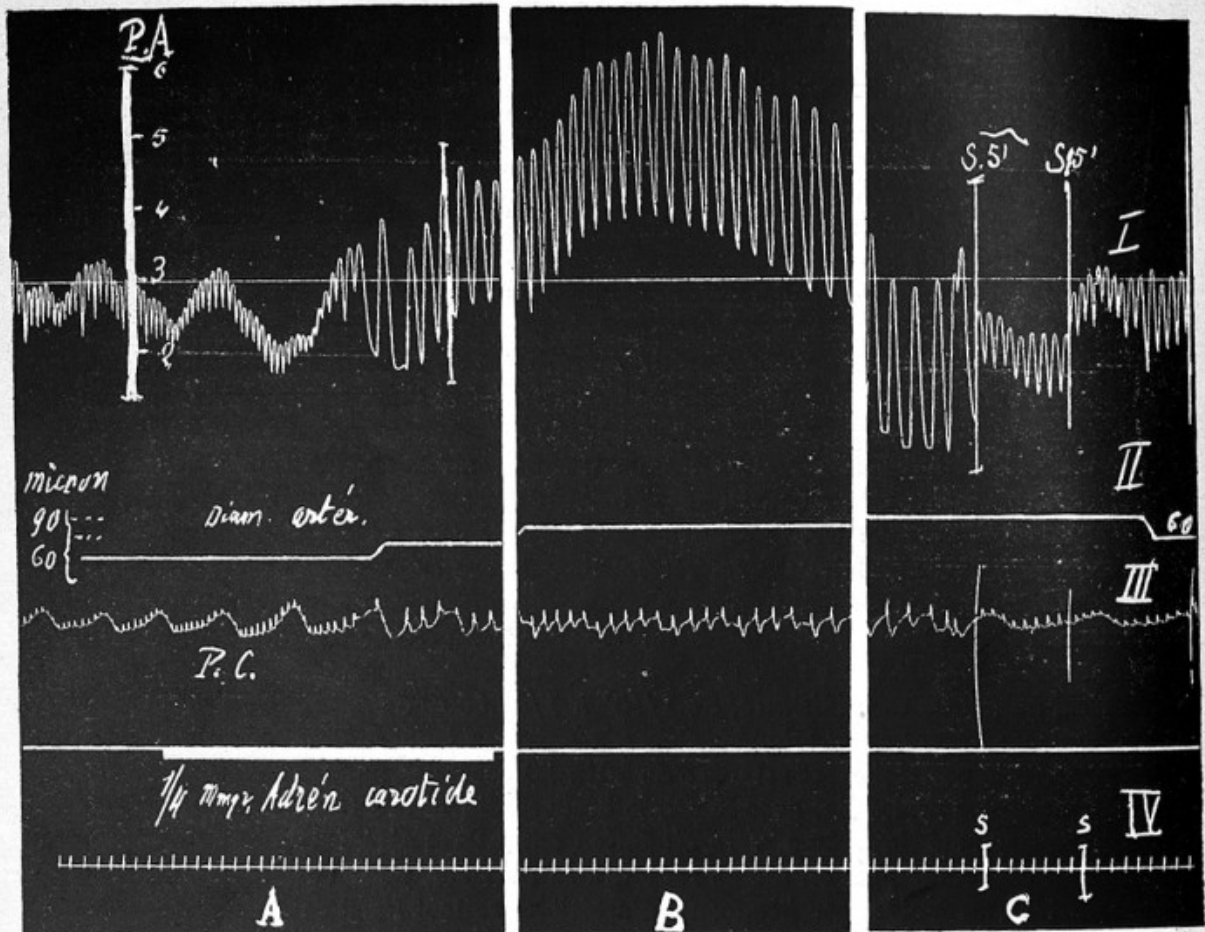 P.A
6
5
4
3
2
S.5' S.5'
I
II
micron
90
60
Diam. artér.
60
III
P.C.
1/4 mmgr. Adrén carotide
S S
IV
A B C